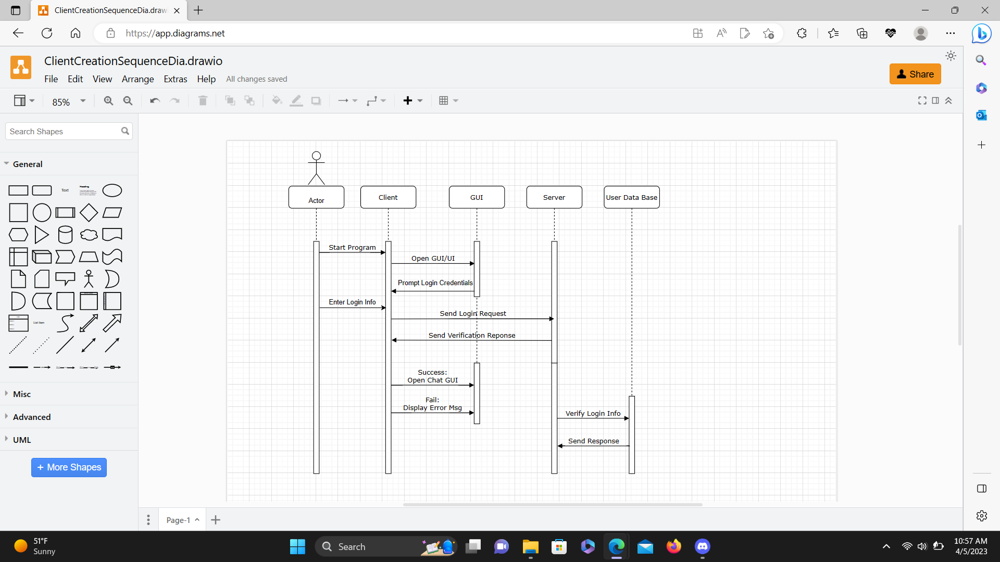 ClientCreationSequenceDia.draw
https://app.diagrams.net
ClientCreationSequenceDia.drawio
File Edit View Arrange Extras Help All changes saved
Share
85%
Search Shapes
General
Text
Heading
List Item
Misc
Advanced
UML
+ More Shapes
Actor
Client
GUI
Server
User Data Base
Start Program
Open GUI/UI
Prompt Login Credentials
Enter Login Info
Send Login Request
Send Verification Reponse
Success:
Open Chat GUI
Fail:
Display Error Msg
Verify Login Info
Send Response
Page-1
51°F
Sunny
Search
10:57 AM
4/5/2023